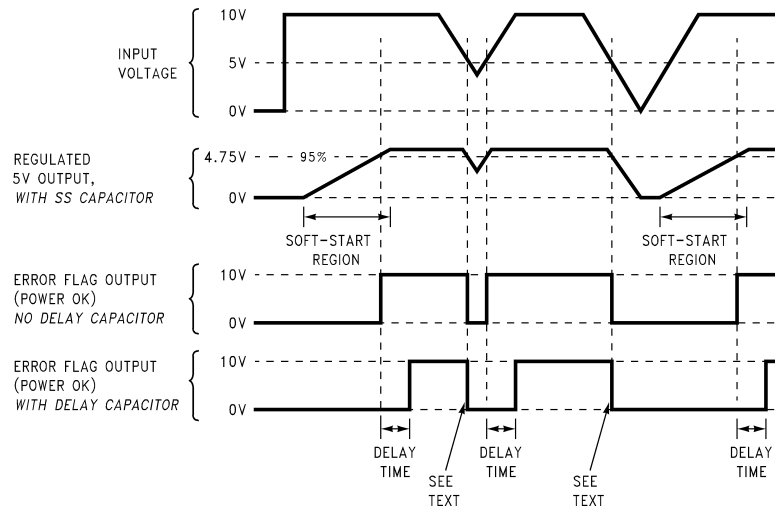 INPUT
VOLTAGE
10V
5V
0V
REGULATED
5V OUTPUT,
WITH SS CAPACITOR
4.75V
95%
0V
SOFT-START
REGION
SOFT-START
REGION
ERROR FLAG OUTPUT
(POWER OK)
NO DELAY CAPACITOR
10V
0V
ERROR FLAG OUTPUT
(POWER OK)
WITH DELAY CAPACITOR
10V
0V
DELAY
TIME
SEE
TEXT
DELAY
TIME
SEE
TEXT
DELAY
TIME